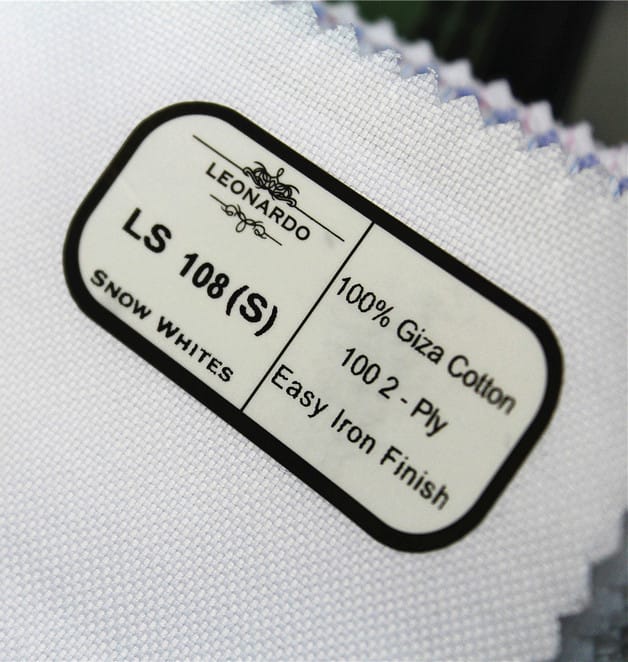 LEONARDO
LS 108(S)
SNOW WHITES
100% Giza Cotton
100 2 - Ply
Easy Iron Finish